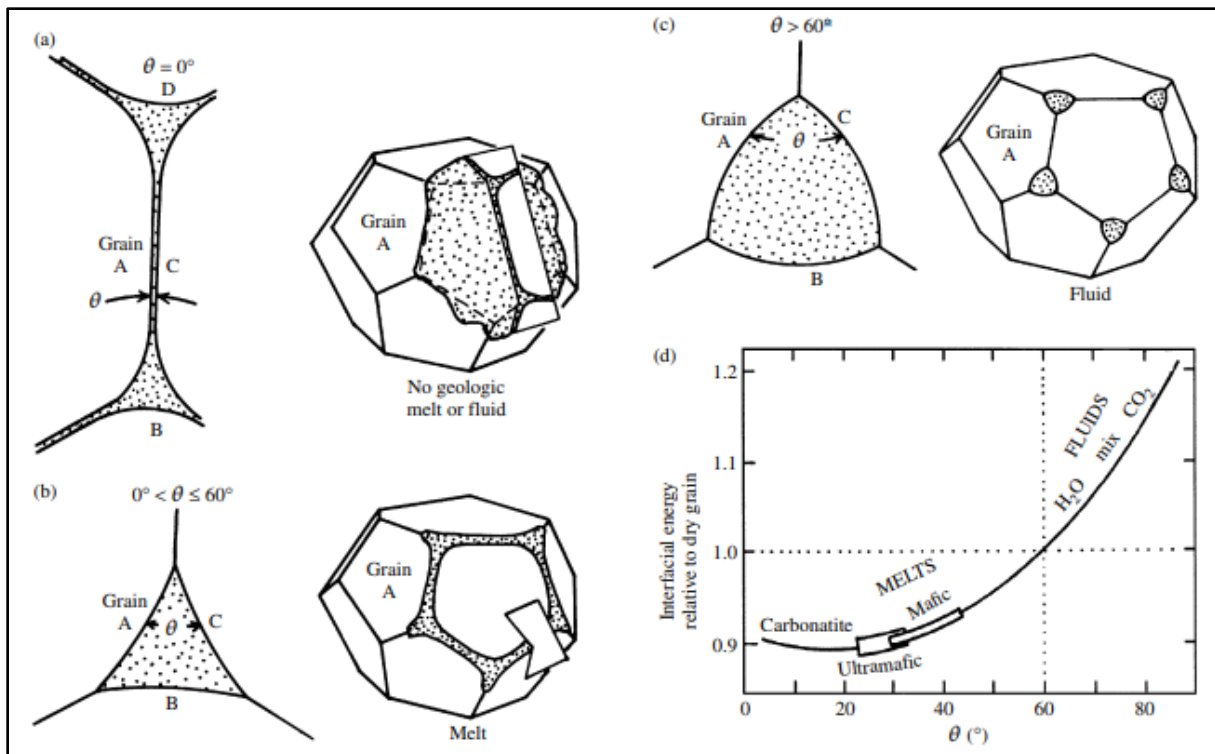 (a)
θ = 0°
D
Grain
A
C
θ
B
Grain
A
No geologic
melt or fluid
(b)
0° < θ ≤ 60°
Grain
A
θ
C
B
Grain
A
Melt
(c)
θ > 60°
Grain
A
C
θ
B
Grain
A
Fluid
(d)
Interfacial energy
relative to dry grain
1.2
1.1
1.0
0.9
FLUIDS
H₂O mix CO₂
MELTS
Mafic
Carbonatite
Ultramafic
0
20
40
60
80
θ (°)